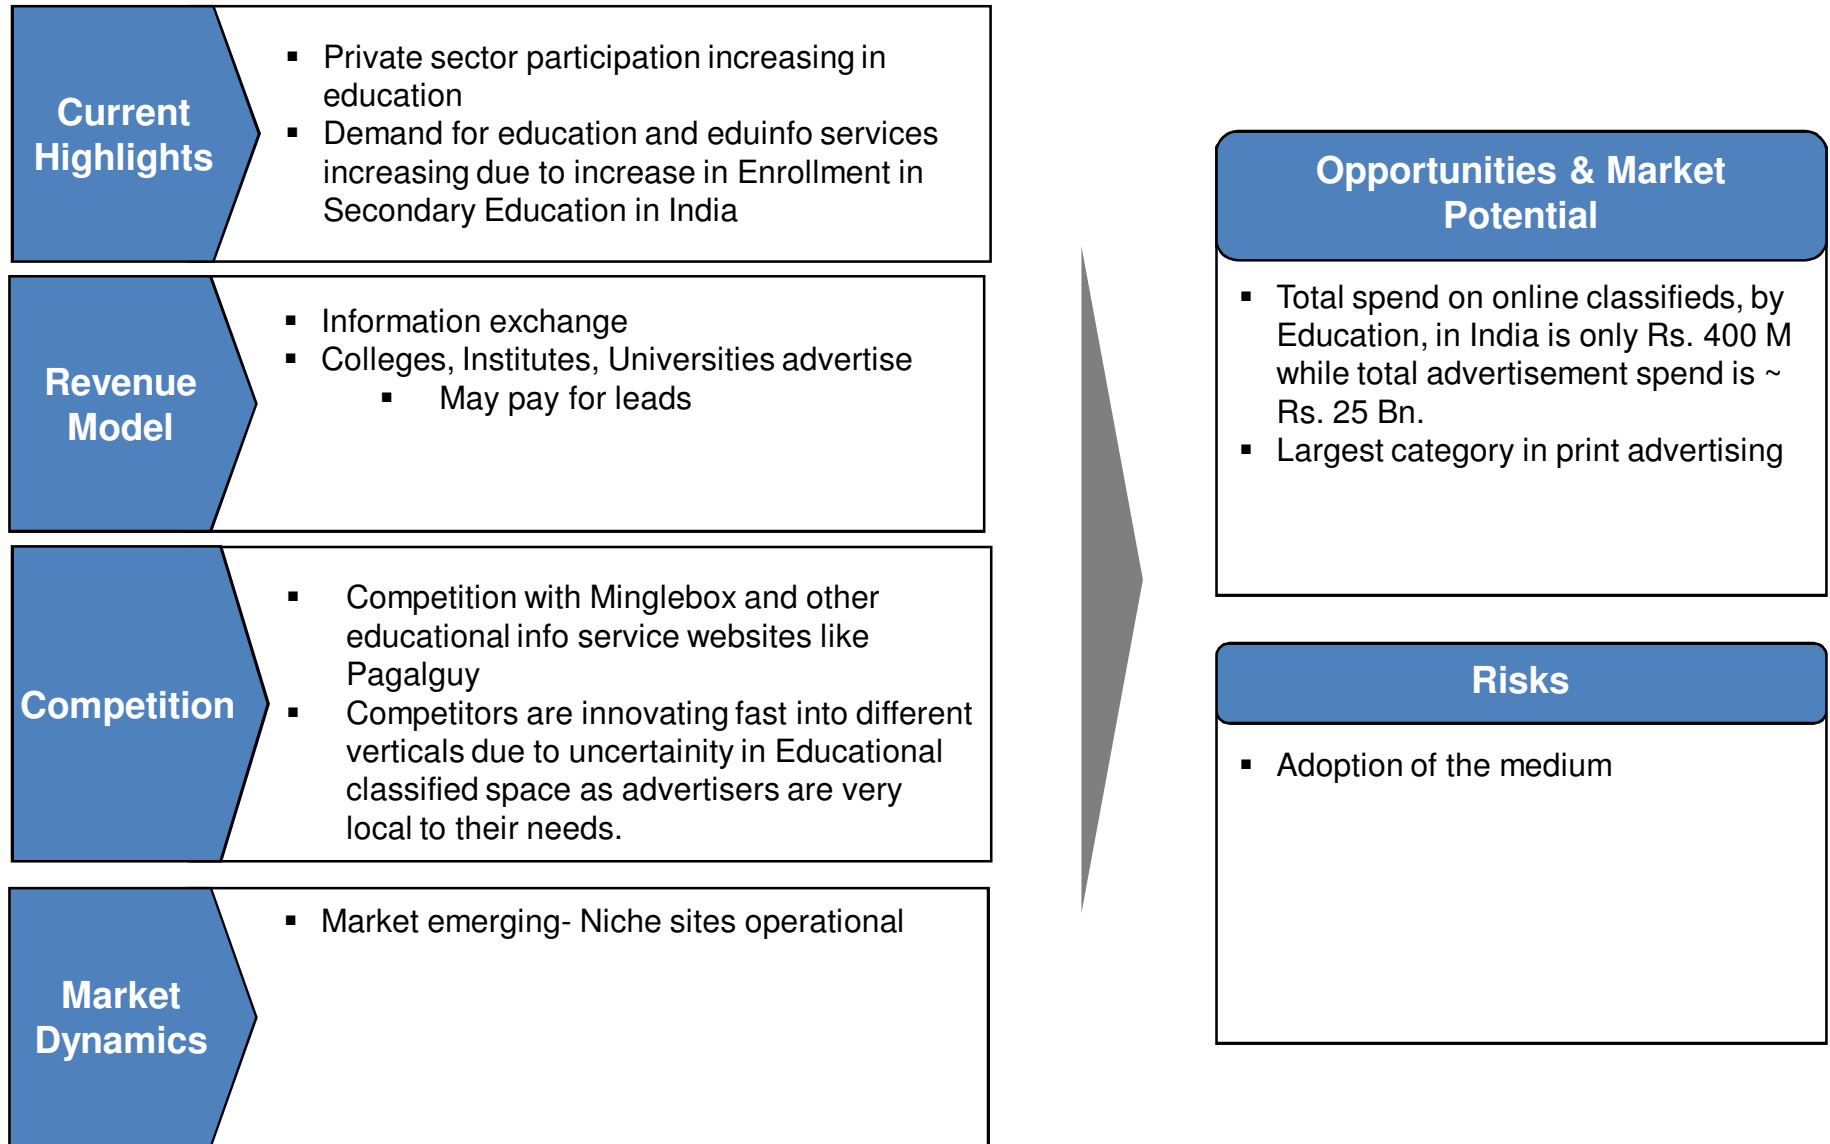 Current
Highlights
▪ Private sector participation increasing in
education
▪ Demand for education and eduinfo services
increasing due to increase in Enrollment in
Secondary Education in India
Revenue
Model
▪ Information exchange
▪ Colleges, Institutes, Universities advertise
▪ May pay for leads
Competition
▪ Competition with Minglebox and other
educational info service websites like
Pagalguy
▪ Competitors are innovating fast into different
verticals due to uncertainity in Educational
classified space as advertisers are very
local to their needs.
Market
Dynamics
▪ Market emerging- Niche sites operational
Opportunities & Market
Potential
▪ Total spend on online classifieds, by
Education, in India is only Rs. 400 M
while total advertisement spend is ~
Rs. 25 Bn.
▪ Largest category in print advertising
Risks
▪ Adoption of the medium